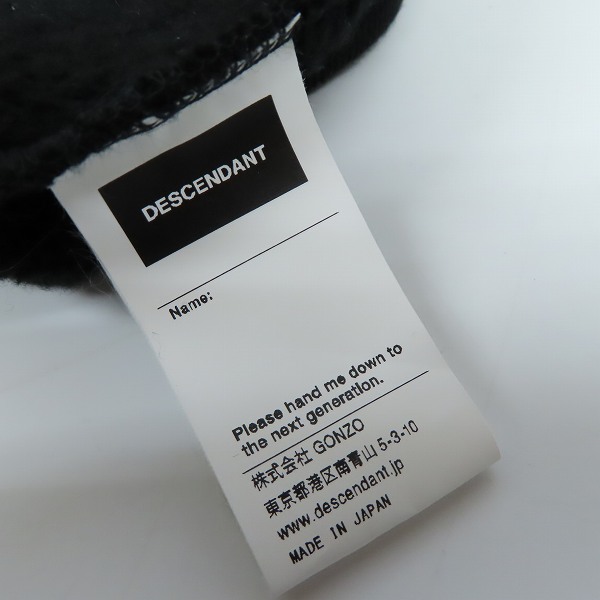 DESCENDANT
Name:
Please hand me down to
the next generation.
株式会社 GONZO
東京都港区南青山 5-3-10
www.descendant.jp
MADE IN JAPAN